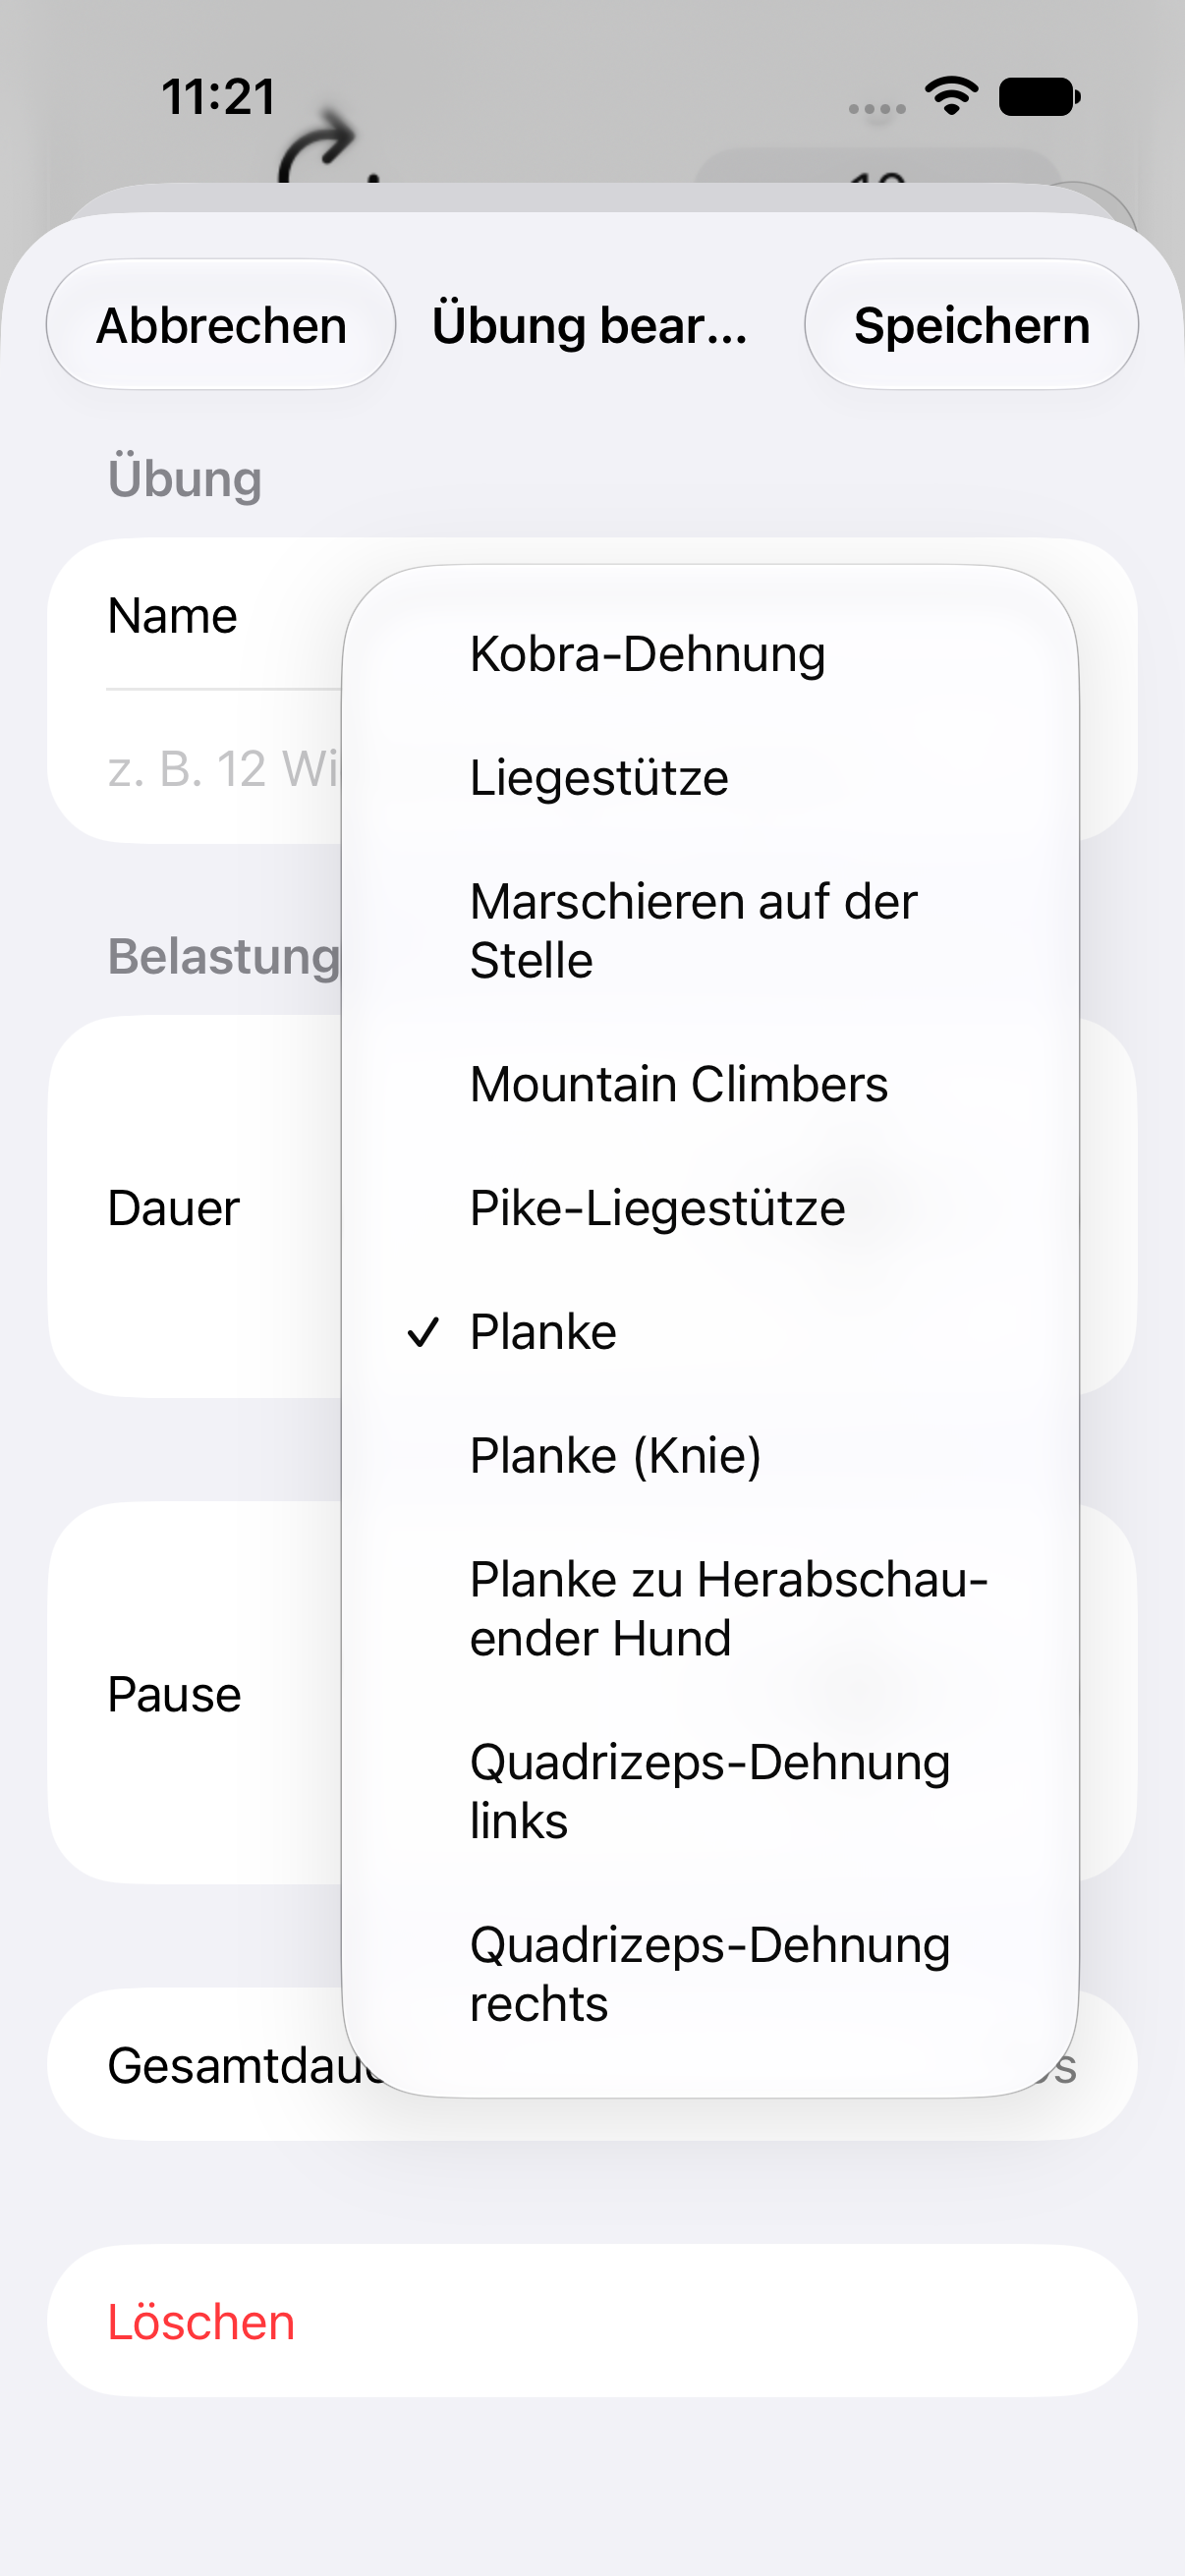 11:21
Abbrechen
Übung bear...
Speichern
Übung
Name
z. B. 12
Belastung
Dauer
Pause
Kobra-Dehnung
Liegestütze
Marschieren auf der
Stelle
Mountain Climbers
Pike-Liegestütze
Planke
Planke (Knie)
Planke zu Herabschau-
ender Hund
Quadrizeps-Dehnung
links
Quadrizeps-Dehnung
rechts
Löschen